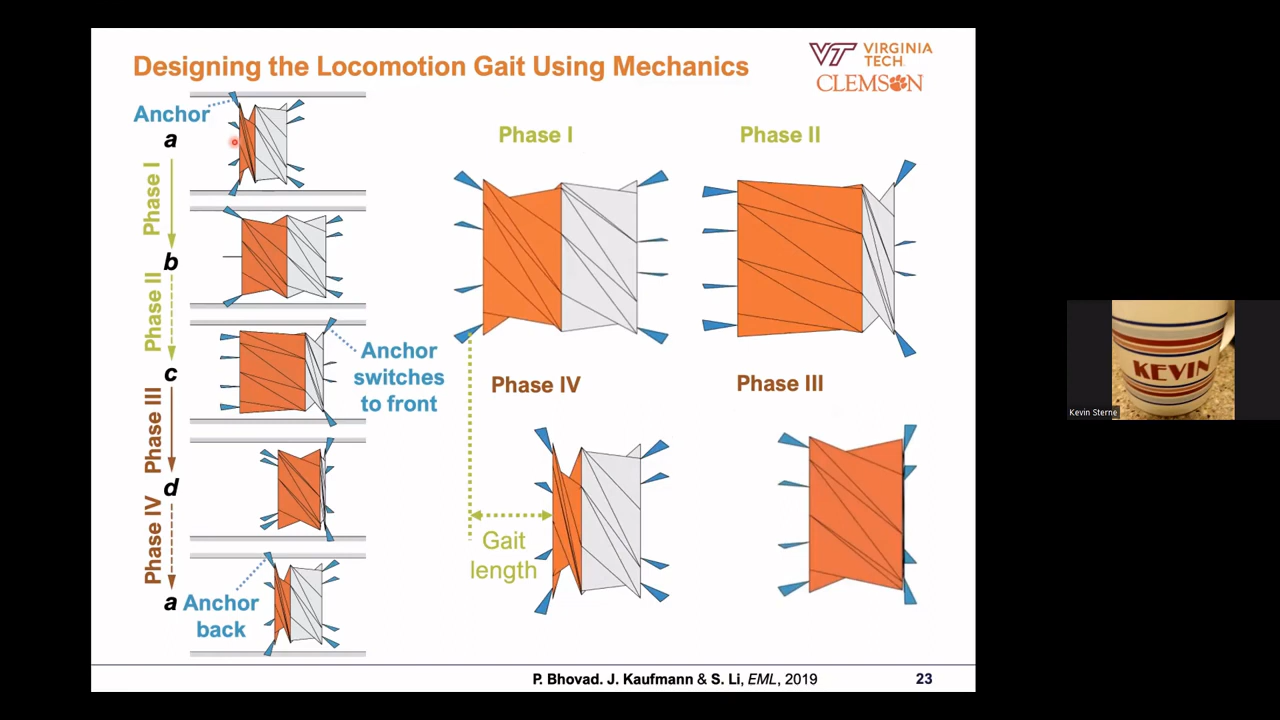 Designing the Locomotion Gait Using Mechanics
VT VIRGINIA
TECH.
CLEMSON
Anchor
a
Phase I
b
Phase II
c
Phase III
d
Phase IV
a
Anchor
switches
to front
Anchor
back
Phase I
Phase II
Phase IV
Phase III
Gait
length
P. Bhovad. J. Kaufmann & S. Li, EML, 2019
23
KEVIN
Kevin Sterne